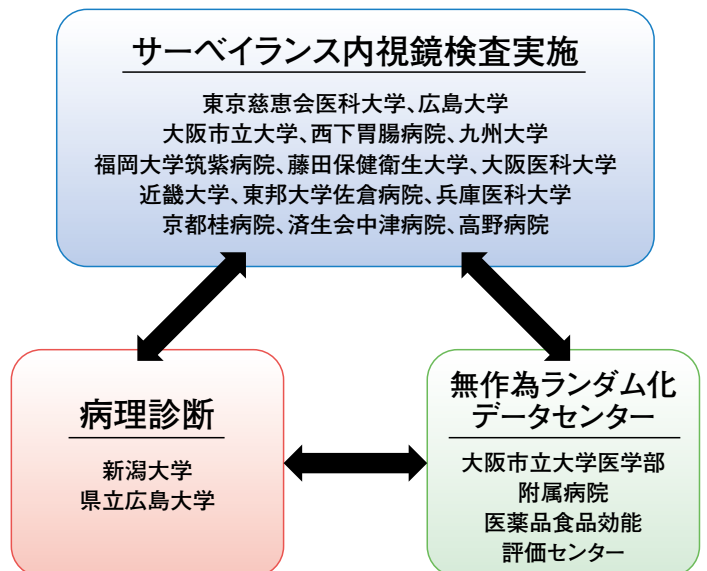 サーベイランス内視鏡検査実施
東京慈恵会医科大学、広島大学
大阪市立大学、西下胃腸病院、九州大学
福岡大学筑紫病院、藤田保健衛生大学、大阪医科大学
近畿大学、東邦大学佐倉病院、兵庫医科大学
京都桂病院、済生会中津病院、高野病院
病理診断
新潟大学
県立広島大学
無作為ランダム化
データセンター
大阪市立大学医学部
附属病院
医薬品食品効能
評価センター